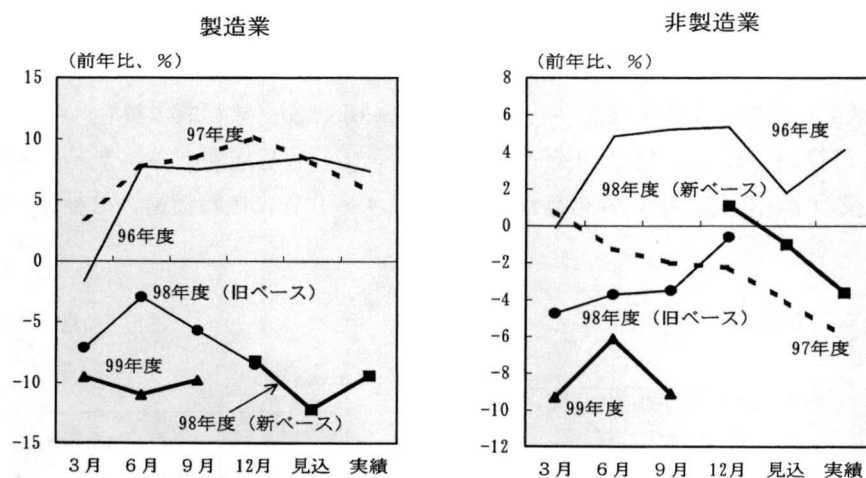 製造業
(前年比、%)
15
10
5
0
-5
-10
-15
97年度
96年度
98年度(旧ベース)
99年度
98年度(新ベース)
3月 6月 9月 12月 見込 実績
非製造業
(前年比、%)
8
6
4
2
0
-2
-4
-6
-8
-10
-12
96年度
98年度(新ベース)
98年度(旧ベース)
97年度
99年度
3月 6月 9月 12月 見込 実績